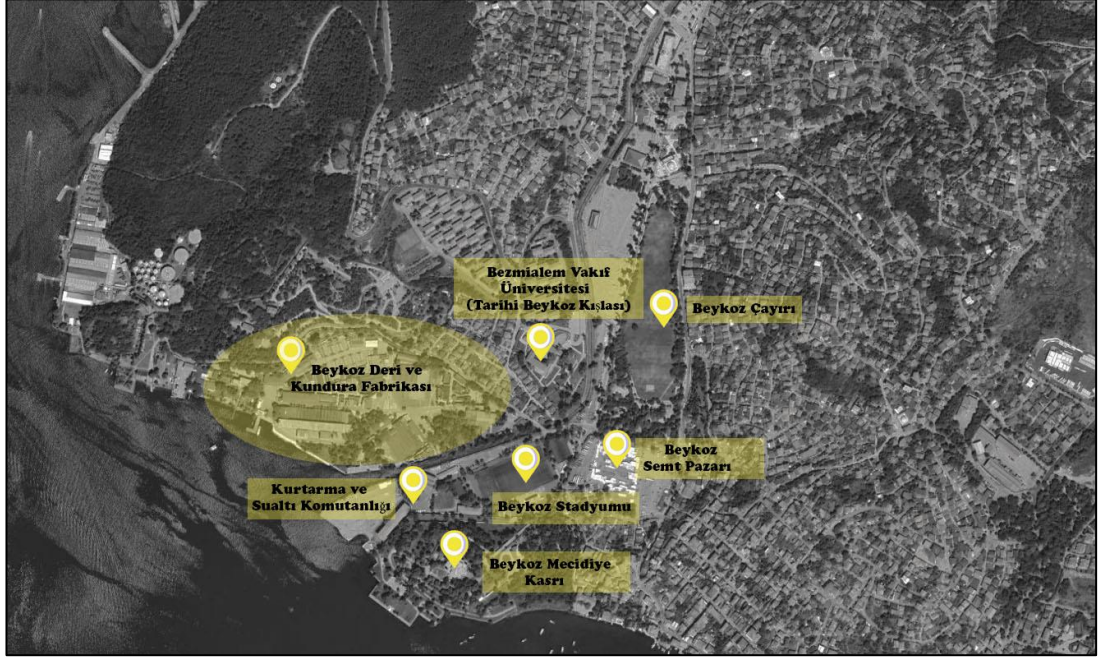 Bezmialem Vakıf
Üniversitesi
(Tarihi Beykoz Kışlası)
Beykoz Çayırı
Beykoz Deri ve
Kundura Fabrikası
Beykoz
Semt Pazarı
Kurtarma ve
Sualtı Komutanlığı
Beykoz Stadyumu
Beykoz Mecidiye
Kasrı